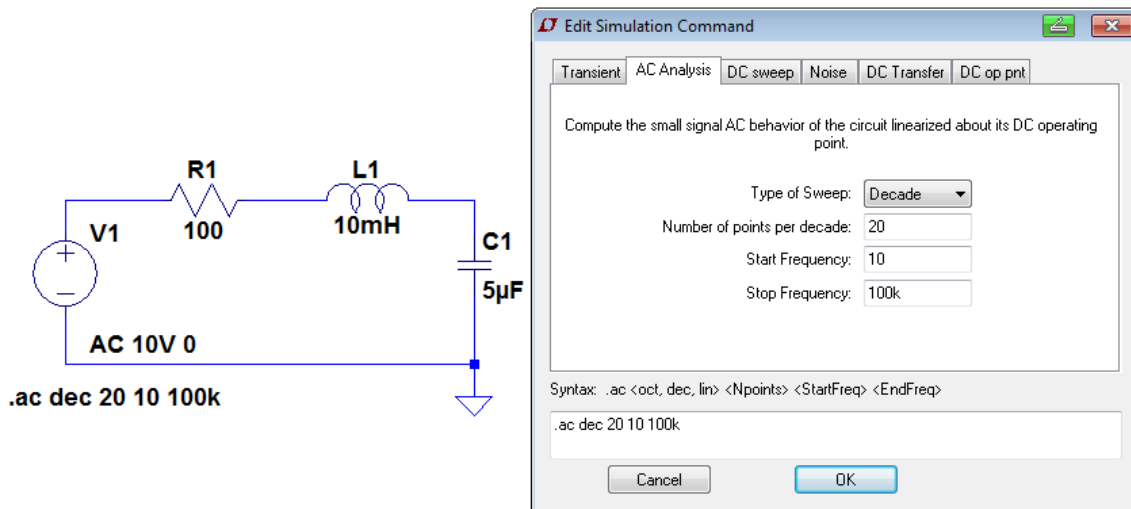 R1
100
L1
10mH
V1
C1
5µF
AC 10V 0
.ac dec 20 10 100k
Edit Simulation Command
Transient AC Analysis DC sweep Noise DC Transfer DC op pnt
Compute the small signal AC behavior of the circuit linearized about its DC operating
point.
Type of Sweep: Decade
Number of points per decade: 20
Start Frequency: 10
Stop Frequency: 100k
Syntax: .ac <oct, dec, lin> <Npoints> <StartFreq> <EndFreq>
.ac dec 20 10 100k
Cancel OK